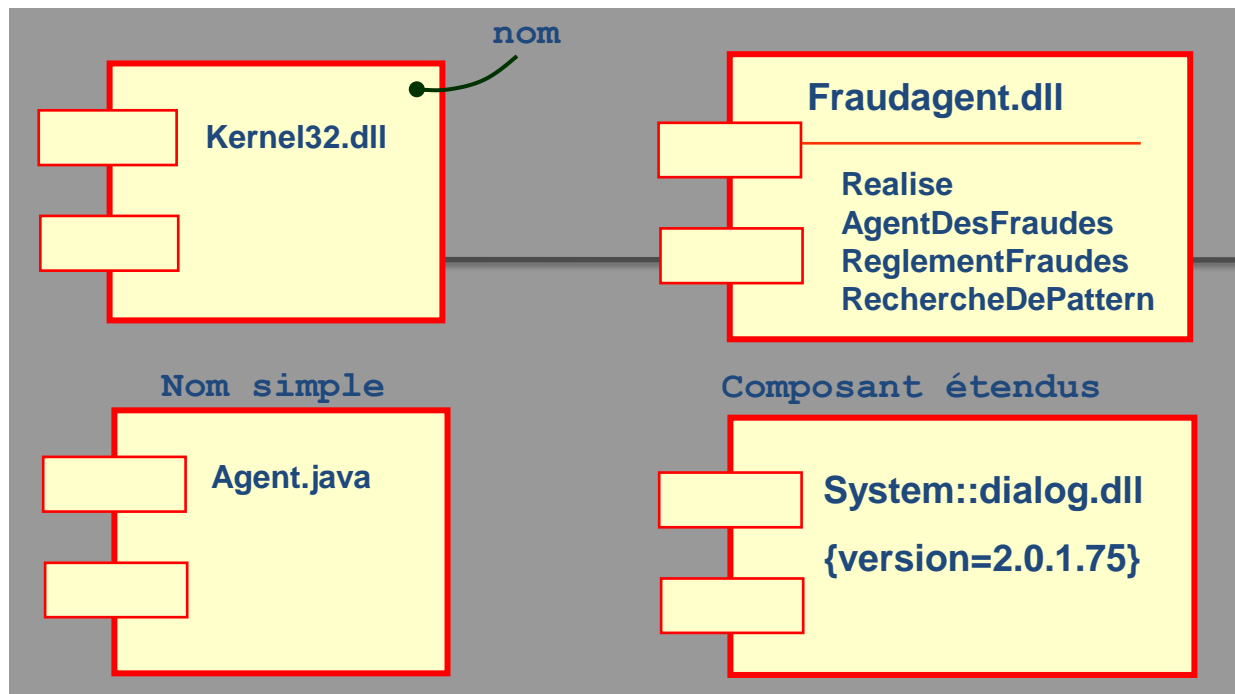 nom
Kernel32.dll
Fraudagent.dll
Realise
AgentDesFraudes
ReglementFraudes
RechercheDePattern
Nom simple
Composant étendus
Agent.java
System::dialog.dll
{version=2.0.1.75}